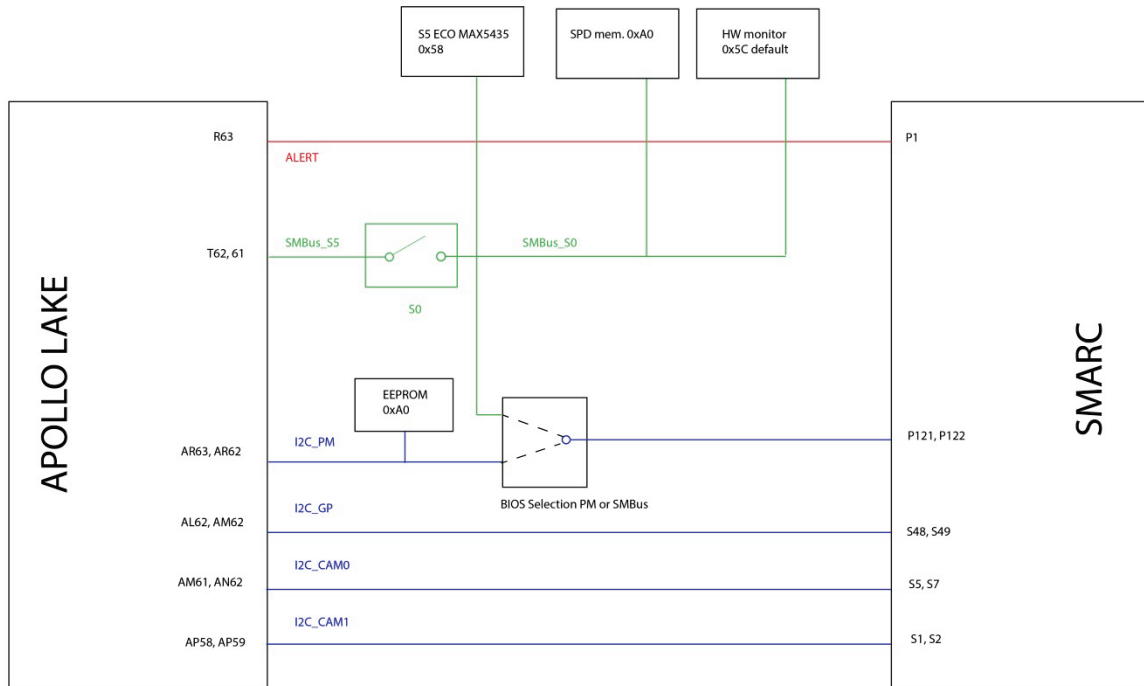 S5 ECO MAX5435
0x58
SPD mem. 0xA0
HW monitor
0x5C default
R63
P1
ALERT
T62, 61
SMBus_S5
SMBus_S0
S0
APOLLO LAKE
SMARC
EEPROM
0xA0
AR63, AR62
I2C_PM
P121, P122
BIOS Selection PM or SMBus
AL62, AM62
I2C_GP
S48, S49
AM61, AN62
I2C_CAM0
S5, S7
AP58, AP59
I2C_CAM1
S1, S2